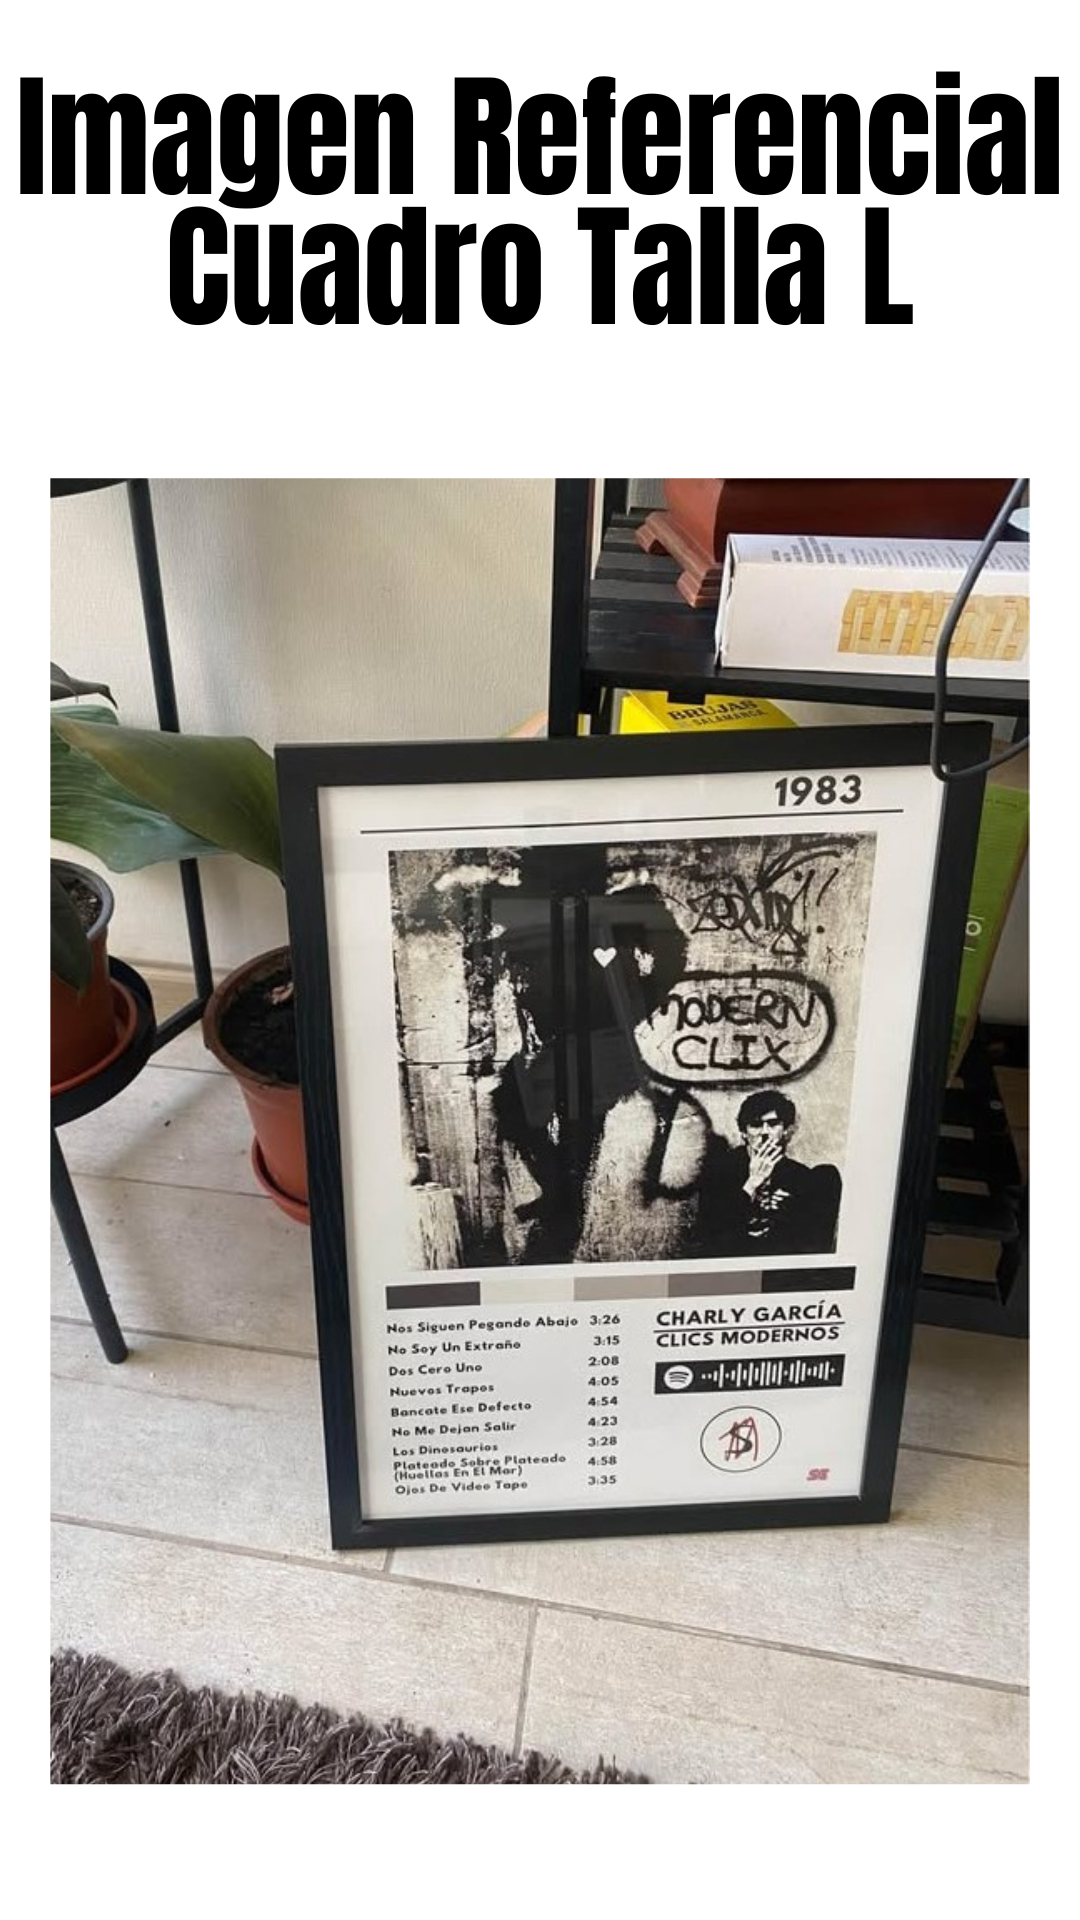 Imagen Referencial
Cuadro Talla L
BRUJAS
SALAMANCA
1983
MODERN
CLIX
Nos Siguen Pegando Abajo 3:26
No Soy Un Extraño 3:15
Dos Cero Uno 2:08
Nuevos Trapos 4:05
Bancate Ese Defecto 4:54
No Me Dejan Salir 4:23
Los Dinosaurios 3:28
Plateado Sobre Plateado
(Huellas En El Mar) 4:58
Ojos De Video Tape 3:35
CHARLY GARCÍA
CLICS MODERNOS